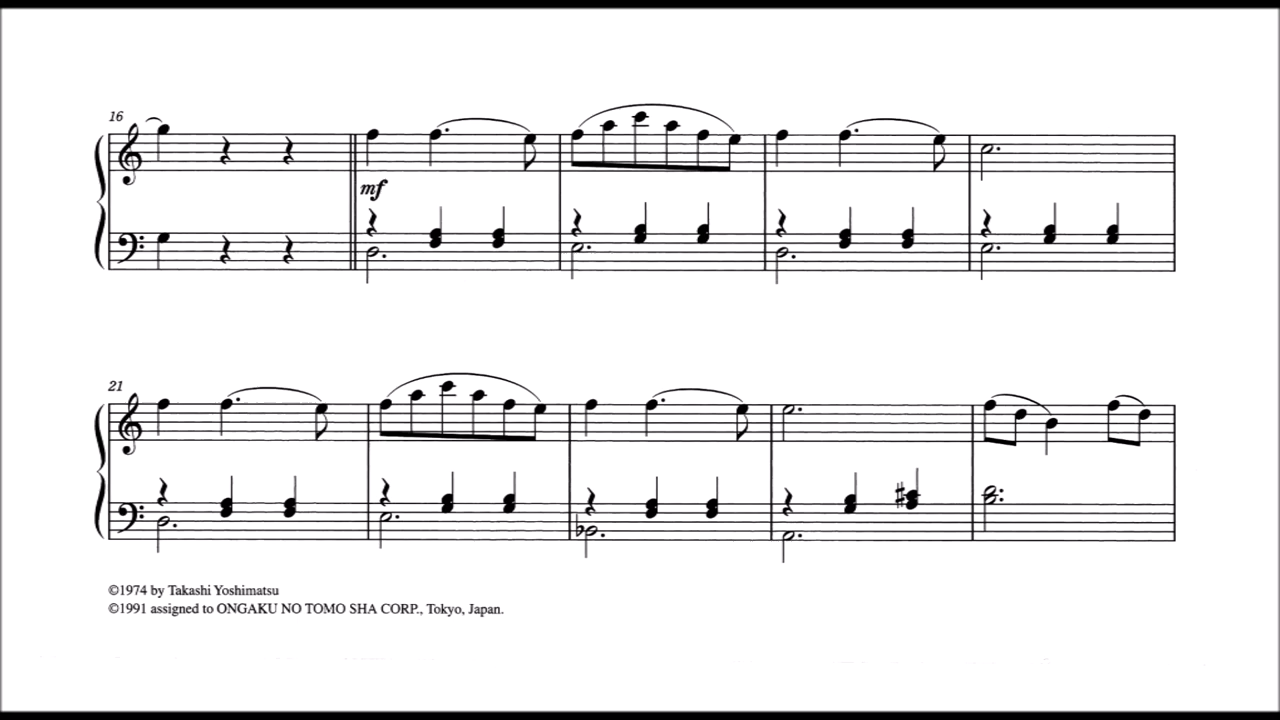 16
mf
21
©1974 by Takashi Yoshimatsu
©1991 assigned to ONGAKU NO TOMO SHA CORP., Tokyo, Japan.